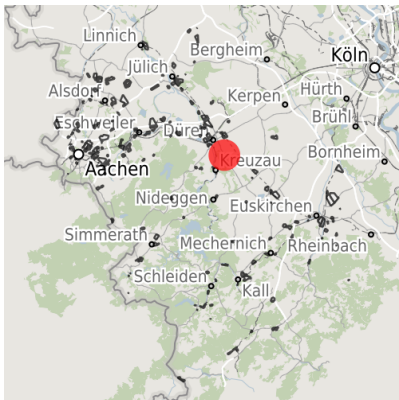 Linnich
Bergheim
Köln
Jülich
Alsdorf
Kerpen
Hürth
Eschweiler
Düren
Brühl
Aachen
Kreuzau
Bornheim
Nideggen
Euskirchen
Simmerath
Mechernich
Rheinbach
Schleiden
Kall